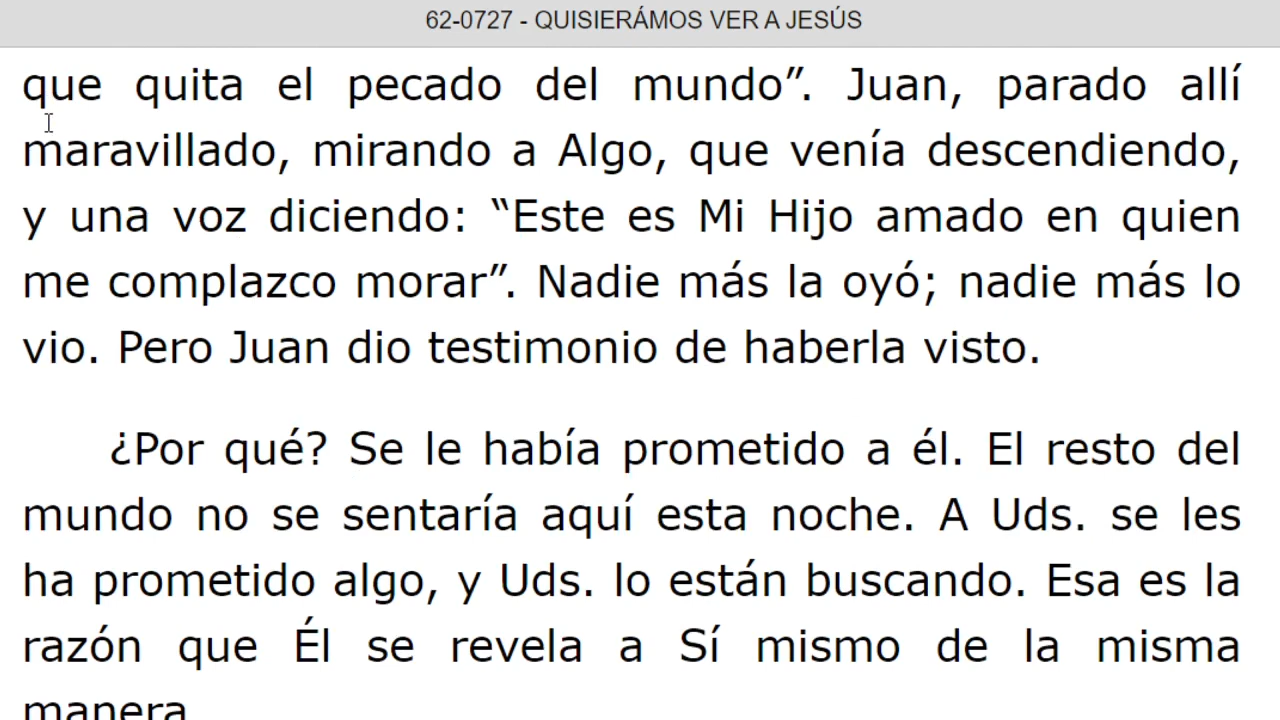 62-0727 - QUISIERÁMOS VER A JESÚS
que quita el pecado del mundo”. Juan, parado allí
maravillado, mirando a Algo, que venía descendiendo,
y una voz diciendo: “Este es Mi Hijo amado en quien
me complazco morar”. Nadie más la oyó; nadie más lo
vio. Pero Juan dio testimonio de haberla visto.
¿Por qué? Se le había prometido a él. El resto del
mundo no se sentaría aquí esta noche. A Uds. se les
ha prometido algo, y Uds. lo están buscando. Esa es la
razón que Él se revela a Sí mismo de la misma
manera